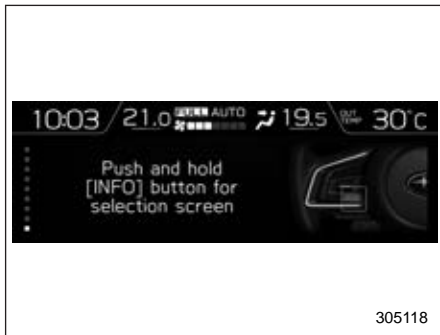 10:03 21.0 FULL AUTO 19.5 OUT TEMP 30°C
Push and hold
[INFO] button for
selection screen
305118